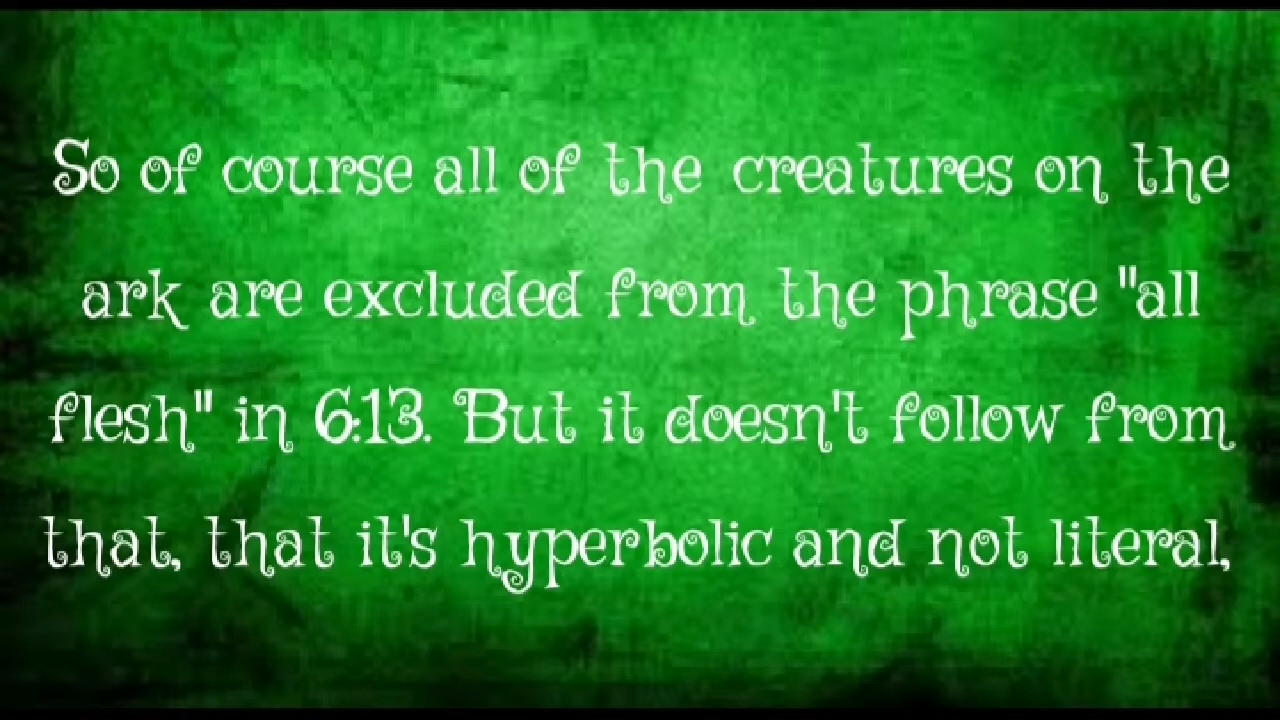 So of course all of the creatures on the
ark are excluded from the phrase "all
flesh" in 6:13. But it doesn't follow from
that, that it's hyperbolic and not literal,